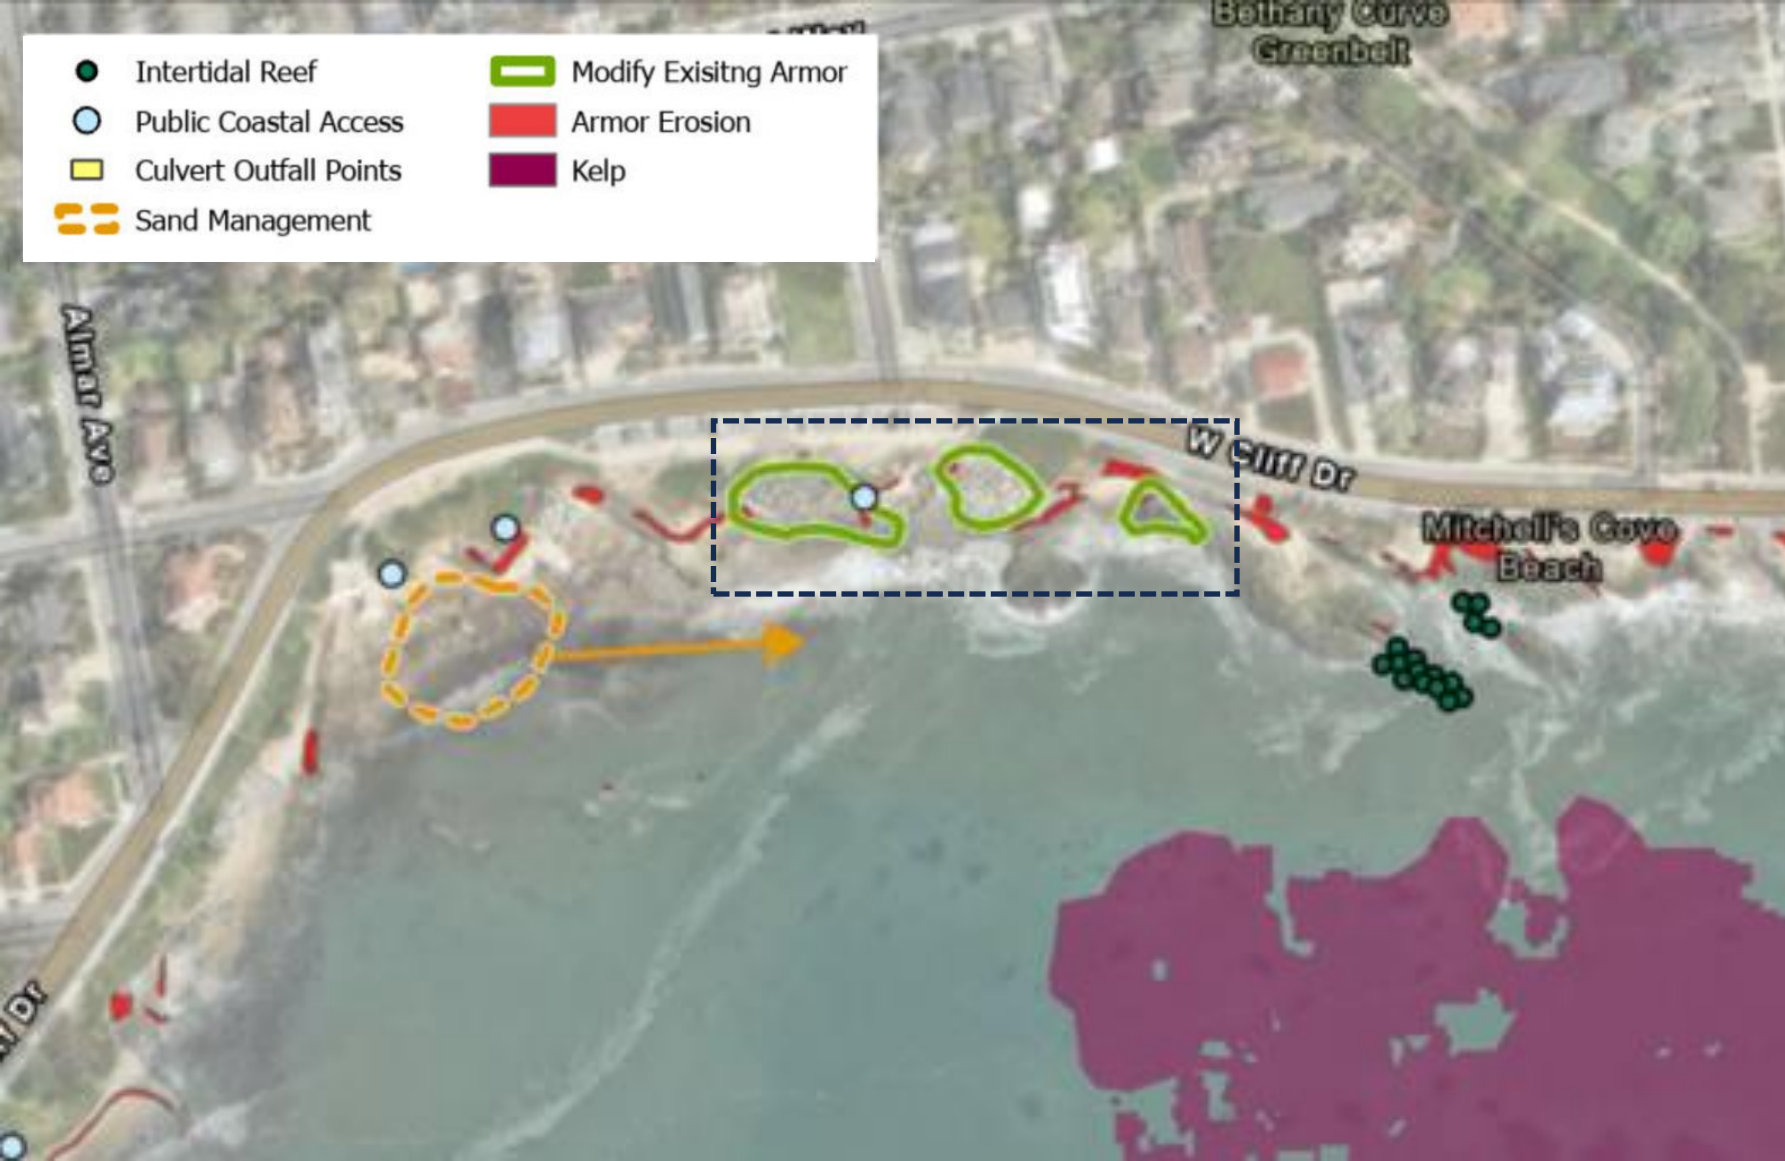 Bethany Curve
Greenbelt
Intertidal Reef
Public Coastal Access
Culvert Outfall Points
Sand Management
Modify Exisitng Armor
Armor Erosion
Kelp
Almar Ave
W Cliff Dr
Mitchell's Cove
Beach
Dr